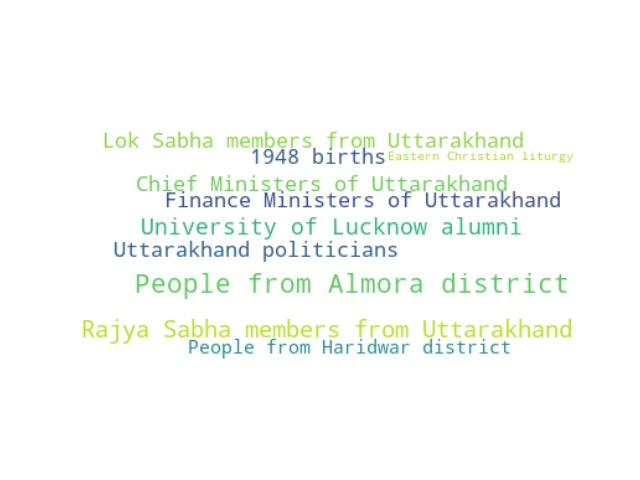 Lok Sabha members from Uttarakhand
1948 births
Eastern Christian liturgy
Chief Ministers of Uttarakhand
Finance Ministers of Uttarakhand
University of Lucknow alumni
Uttarakhand politicians
People from Almora district
Rajya Sabha members from Uttarakhand
People from Haridwar district